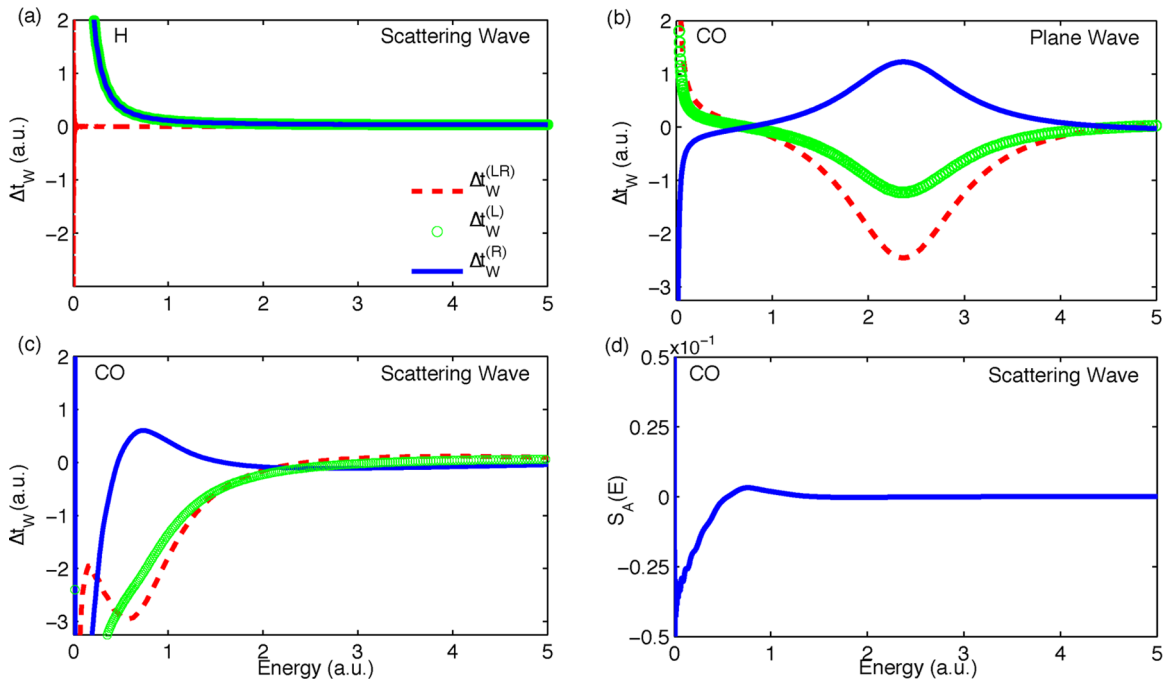 (a)
2
1
0
−1
−2
Δt_W (a.u.)
H
Scattering Wave
Δt_W^(LR)
Δt_W^(L)
Δt_W^(R)
0 1 2 3 4 5
(b)
2
1
0
−1
−2
−3
Δt_W (a.u.)
CO
Plane Wave
0 1 2 3 4 5
(c)
2
1
0
−1
−2
−3
Δt_W (a.u.)
CO
Scattering Wave
0 1 2 3 4 5
Energy (a.u.)
(d)
x10^−1
0.5
0.25
0
−0.25
−0.5
S_A(E)
CO
Scattering Wave
0 1 2 3 4 5
Energy (a.u.)